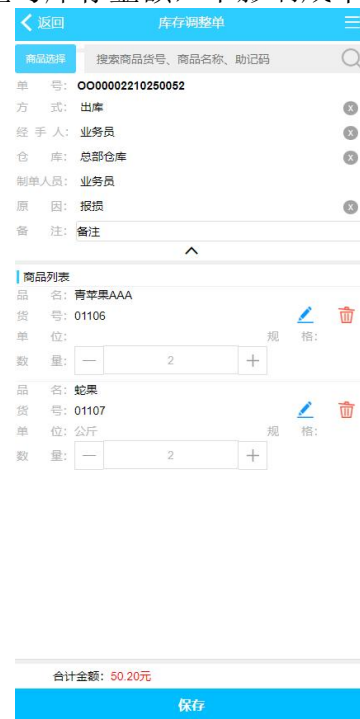 返回 库存调整单
商品选择 搜索商品货号、商品名称、助记码
单 号: OO00002210250052
方 式: 出库
经 手 人: 业务员
仓 库: 总部仓库
制单人员: 业务员
原 因: 报损
备 注: 备注
商品列表
品 名: 青苹果AAA
货 号: 01106
单 位: 规 格:
数 量: — 2 +
品 名: 蛇果
货 号: 01107
单 位: 公斤 规 格:
数 量: — 2 +
合计金额: 50.20元
保存